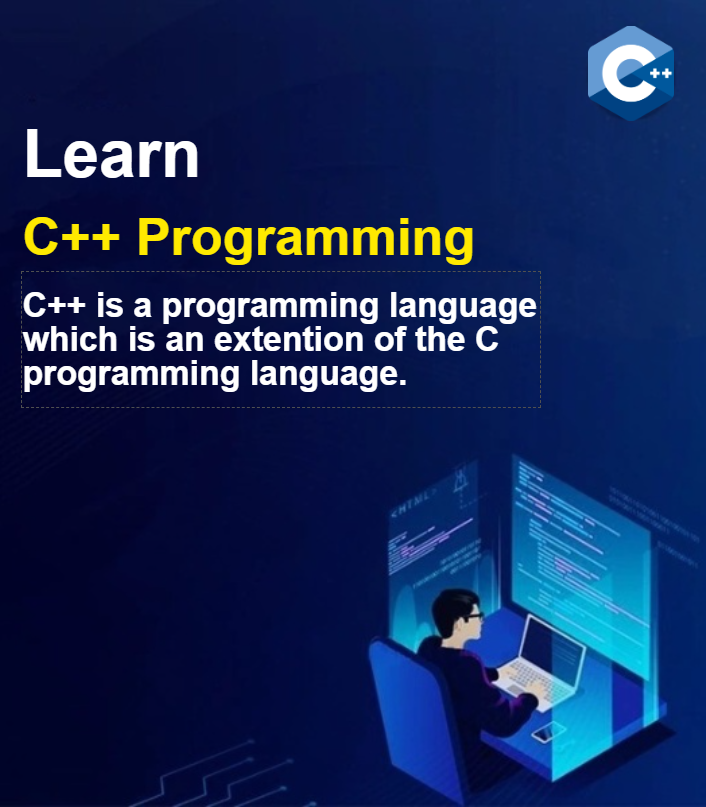 C++
Learn
C++ Programming
C++ is a programming language
which is an extention of the C
programming language.
<HTML>